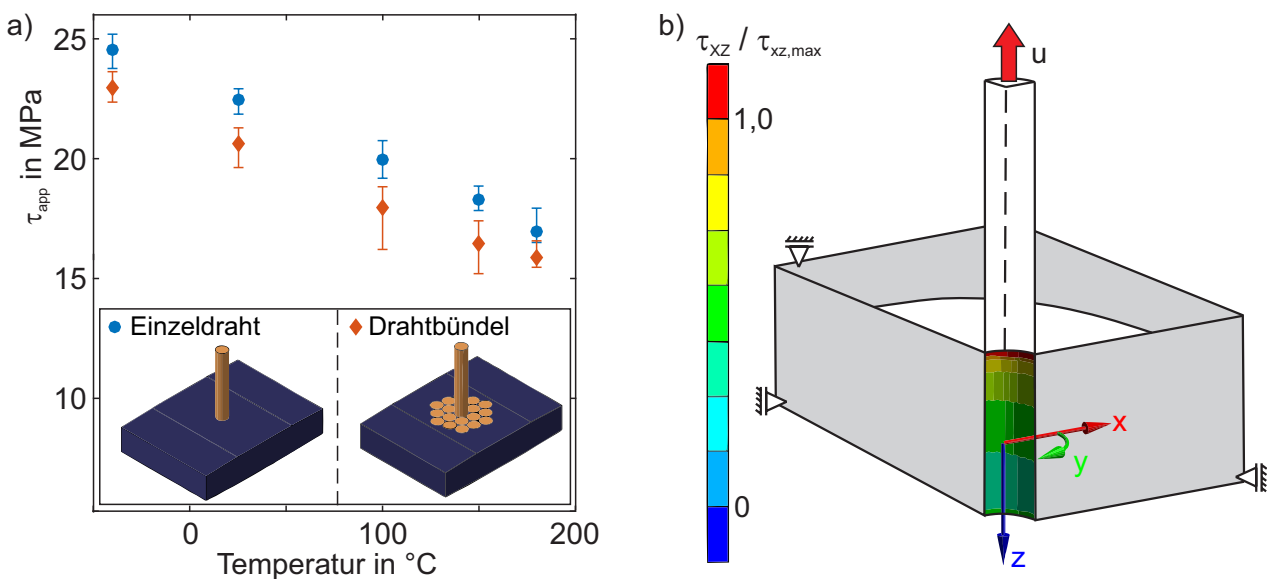 a)
25
20
15
10
τapp in MPa
Einzeldraht
Drahtbündel
0
100
200
Temperatur in °C
b)
τXZ / τxz,max
1,0
0
u
x
y
z